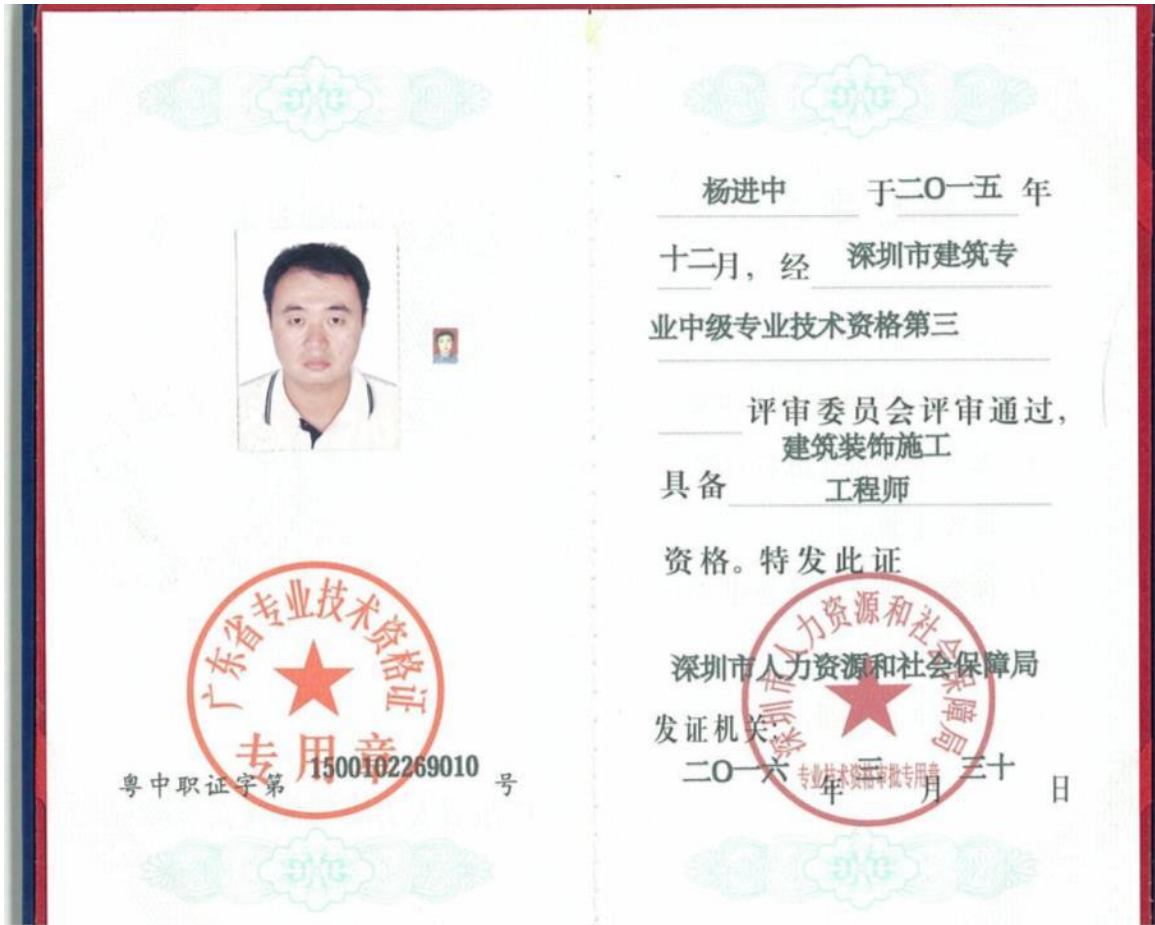 广东省专业技术资格证
专用章
粤中职证字第 1500102269010 号
杨进中 于二〇一五 年
十二月，经 深圳市建筑专
业中级专业技术资格第三
评审委员会评审通过，
建筑装饰施工
具备 工程师
资格。特发此证
深圳市人力资源和社会保障局
深圳市人力资源和社会保障局
发证机关：
二〇一六 年 三 月 三十 日
专业技术资格审批专用章